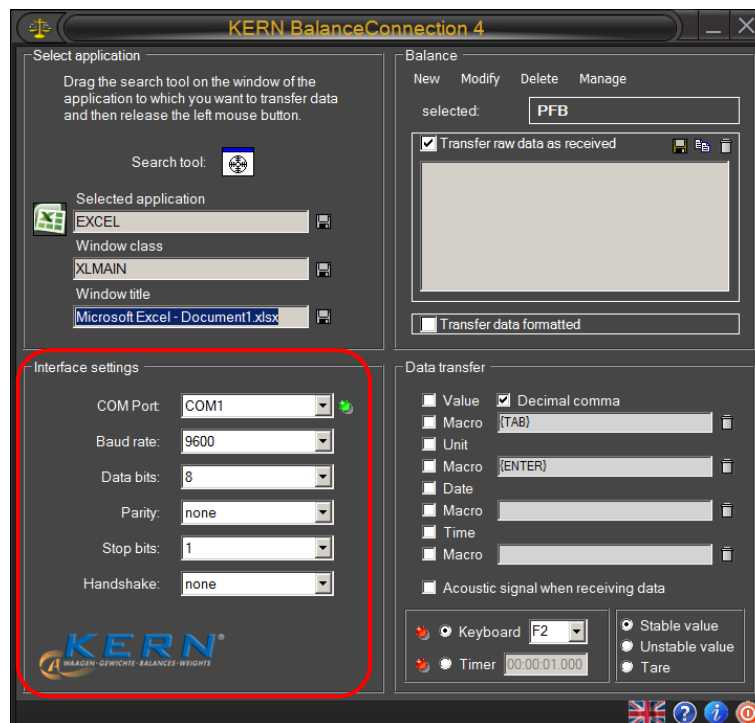 KERN BalanceConnection 4
Select application
Drag the search tool on the window of the
application to which you want to transfer data
and then release the left mouse button.
Search tool:
Selected application
EXCEL
Window class
XLMAIN
Window title
Microsoft Excel - Document1.xlsx
Balance
New Modify Delete Manage
selected: PFB
Transfer raw data as received
Transfer data formatted
Interface settings
COM Port: COM1
Baud rate: 9600
Data bits: 8
Parity: none
Stop bits: 1
Handshake: none
KERN®
WAAGEN·GEWICHTE·BALANCES·WEIGHTS
Data transfer
Value Decimal comma
Macro {TAB}
Unit
Macro {ENTER}
Date
Macro
Time
Macro
Acoustic signal when receiving data
Keyboard F2
Timer 00:00:01.000
Stable value
Unstable value
Tare